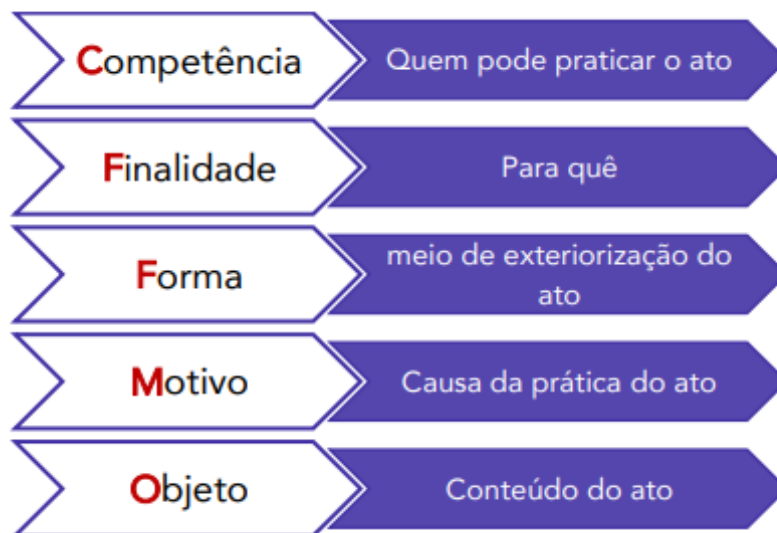 Competência
Quem pode praticar o ato
Finalidade
Para quê
Forma
meio de exteriorização do
ato
Motivo
Causa da prática do ato
Objeto
Conteúdo do ato